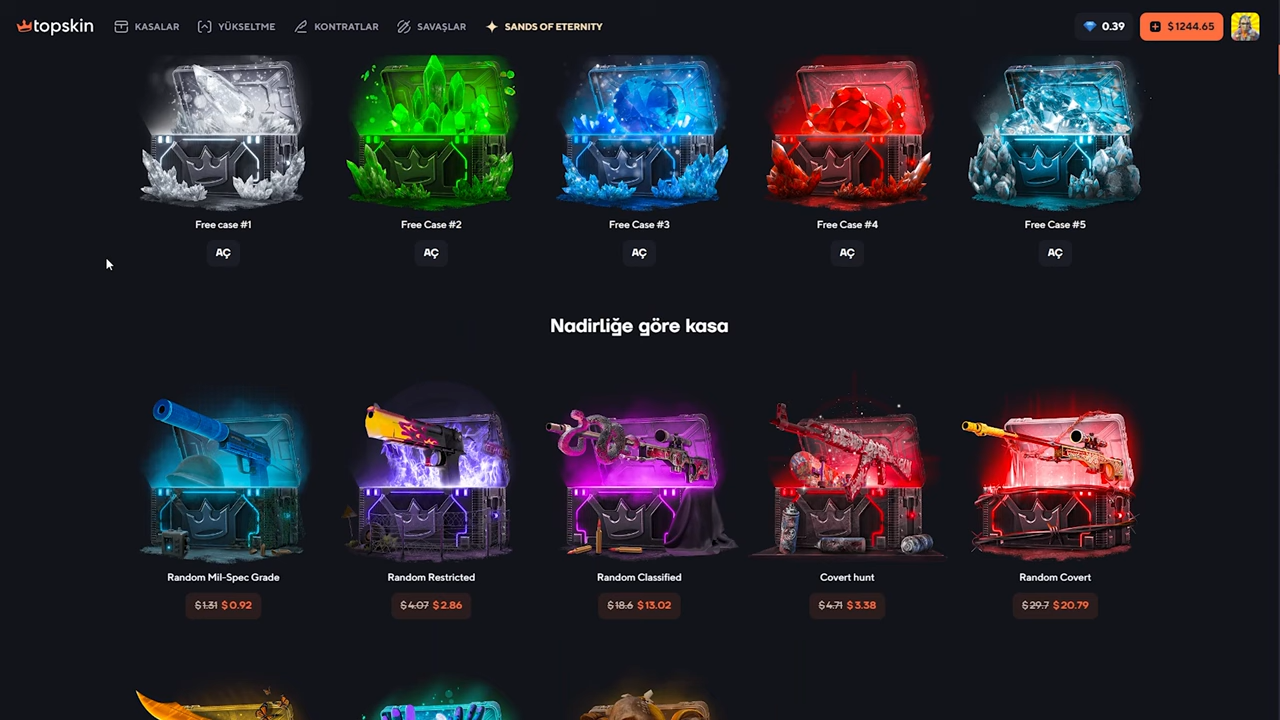 topskin KASALAR YÜKSELTME KONTRATLAR SAVAŞLAR SANDS OF ETERNITY 0.39 $1244.65
Free case #1 Free Case #2 Free Case #3 Free Case #4 Free Case #5
AÇ AÇ AÇ AÇ AÇ
Nadirliğe göre kasa
Random Mil-Spec Grade Random Restricted Random Classified Covert hunt Random Covert
$1.31 $0.92 $4.07 $2.86 $18.6 $13.02 $4.71 $3.38 $29.7 $20.79